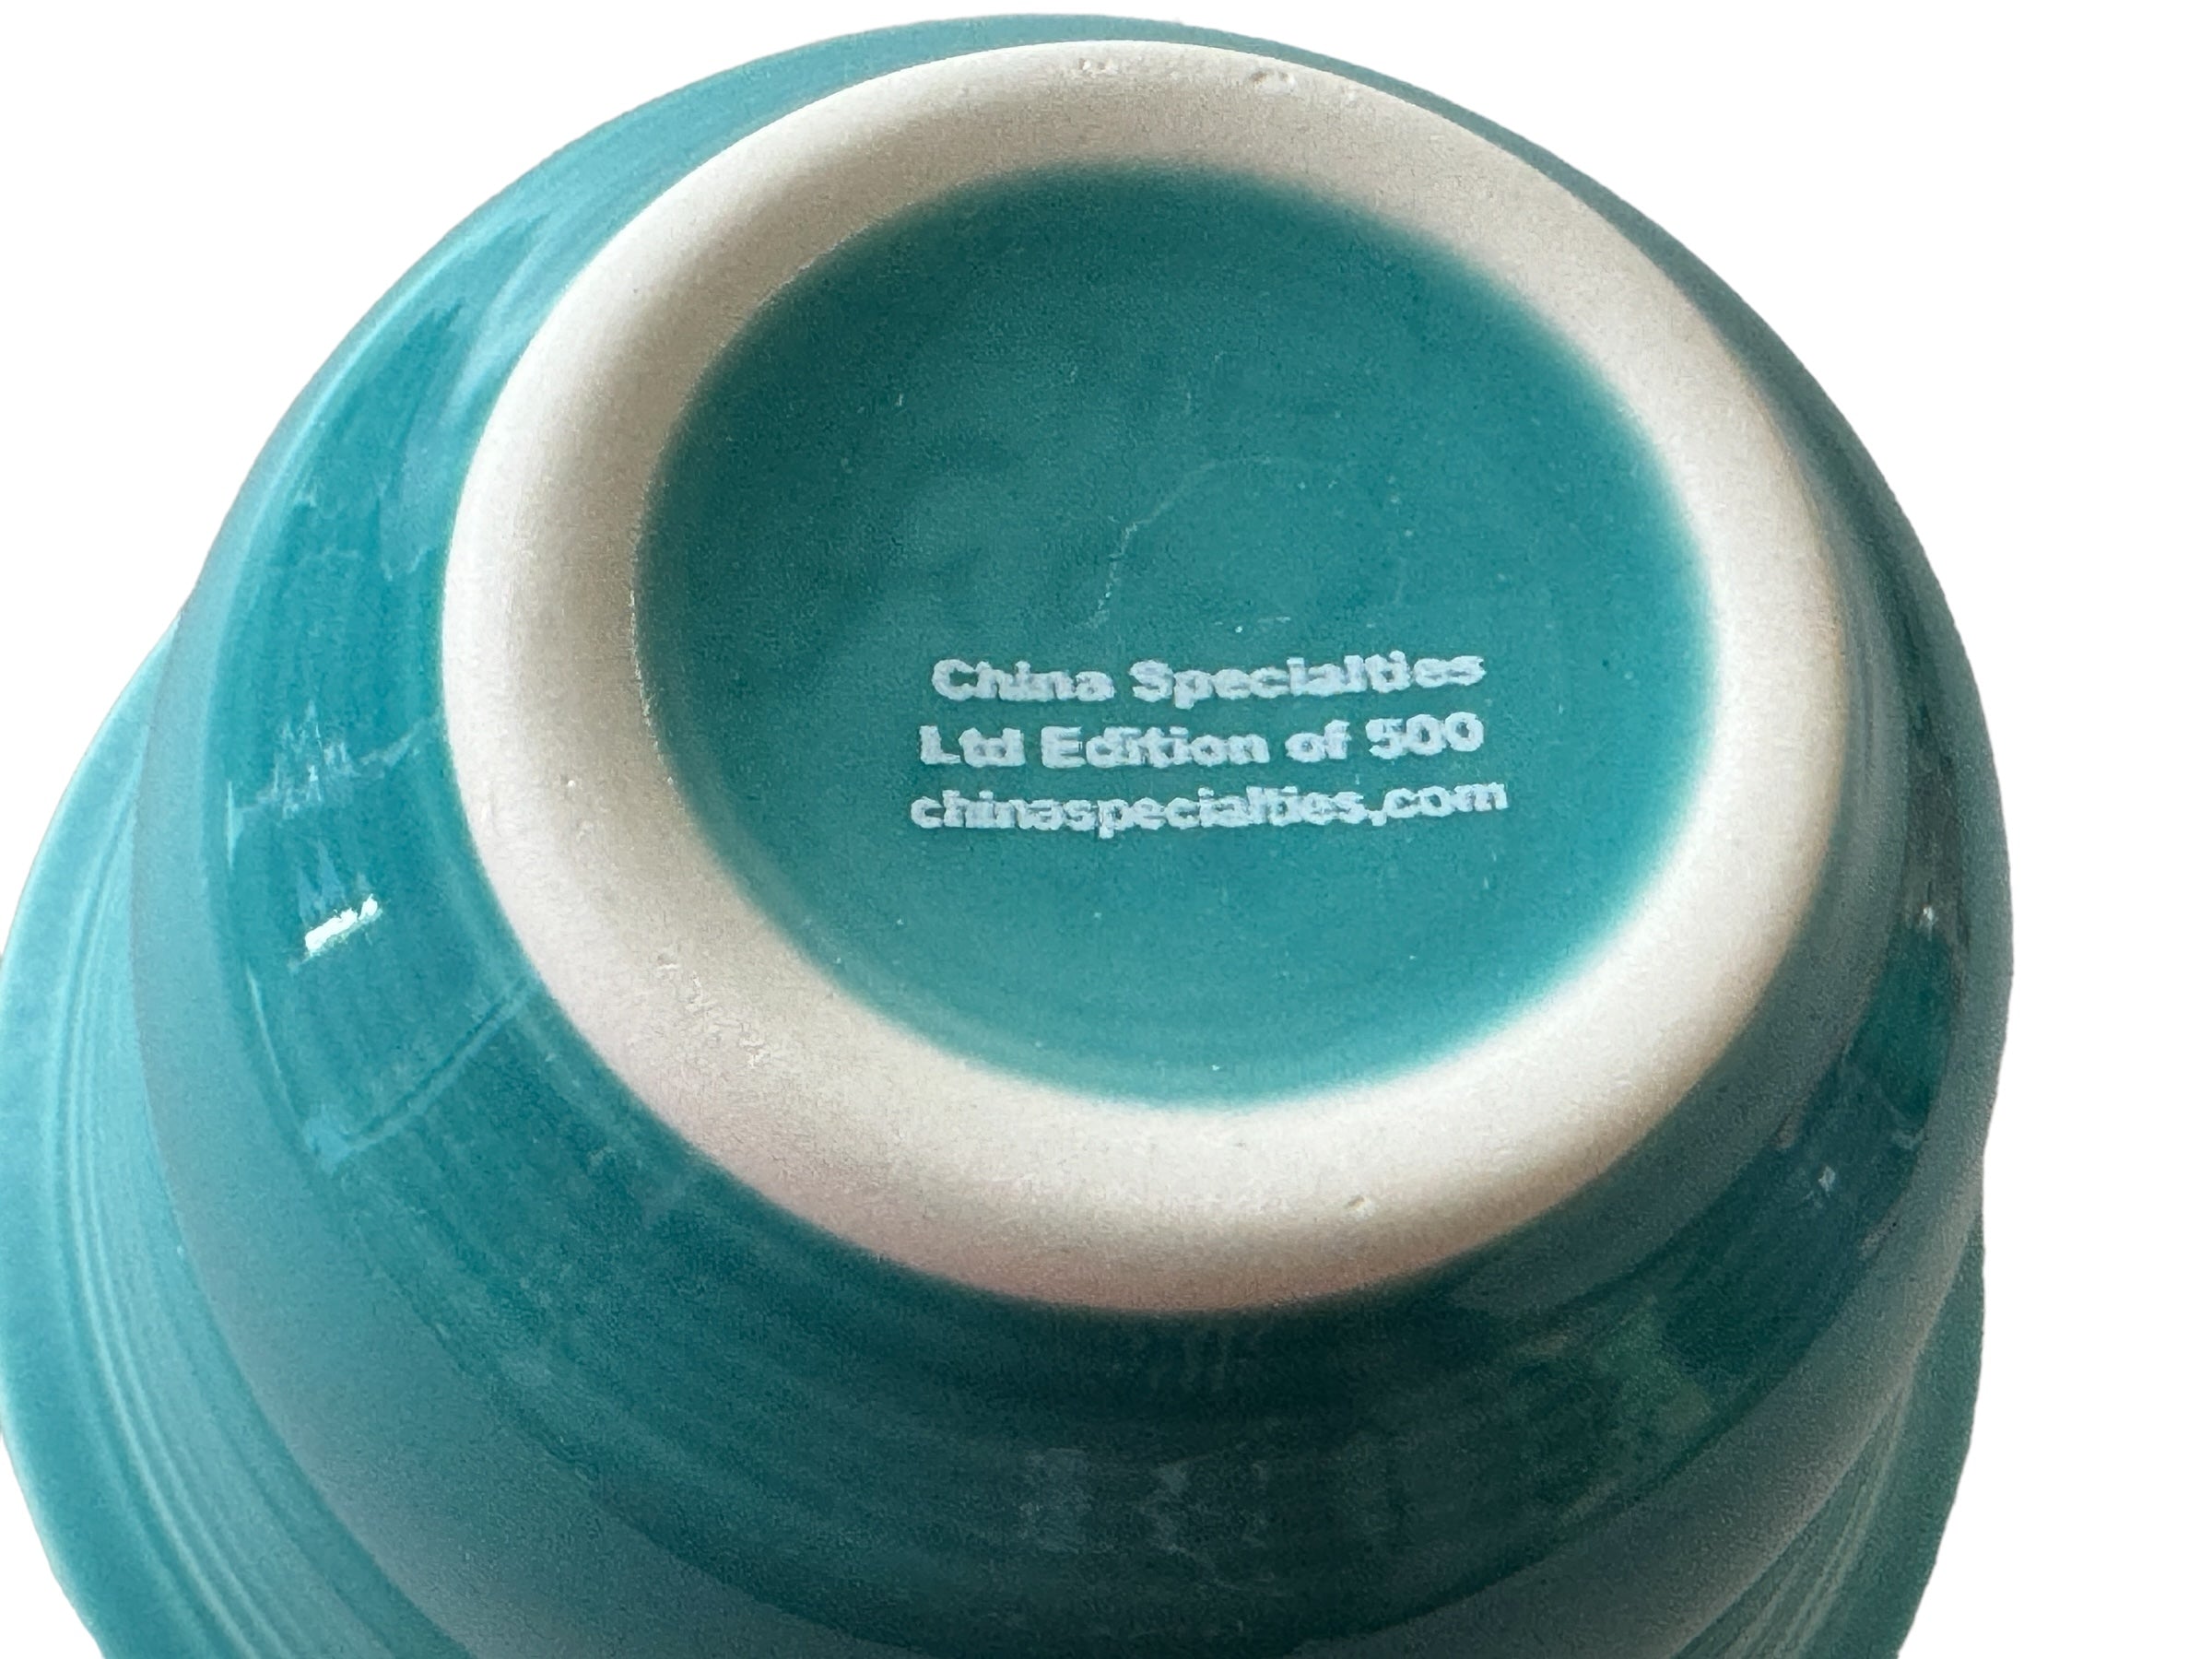 China Specialties
Ltd Edition of 500
chinaspecialties.com